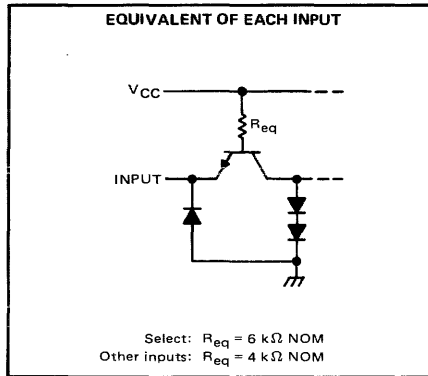 EQUIVALENT OF EACH INPUT
VCC
Req
INPUT
Select: Req = 6 kΩ NOM
Other inputs: Req = 4 kΩ NOM